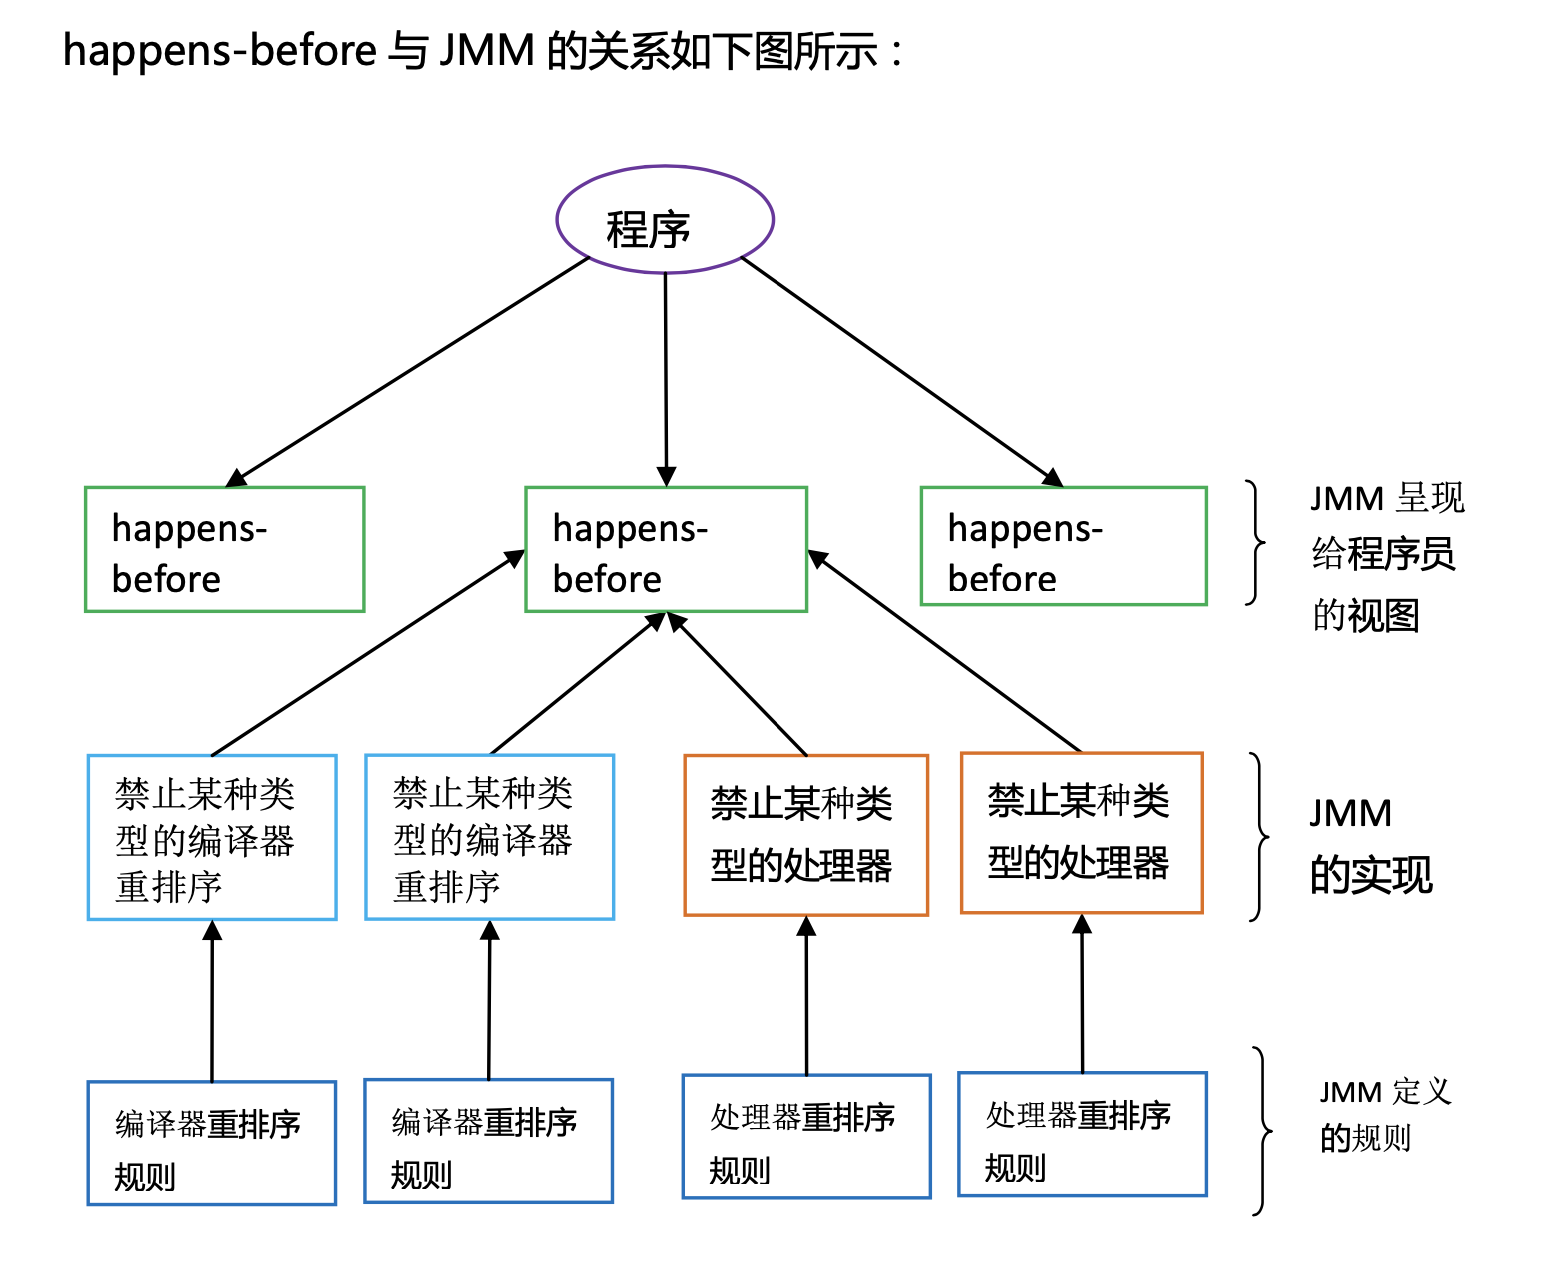 happens-before 与 JMM 的关系如下图所示：
程序
happens-
before
happens-
before
happens-
before
JMM 呈现
给程序员
的视图
禁止某种类
型的编译器
重排序
禁止某种类
型的编译器
重排序
禁止某种类
型的处理器
禁止某种类
型的处理器
JMM
的实现
编译器重排序
规则
编译器重排序
规则
处理器重排序
规则
处理器重排序
规则
JMM 定义
的规则